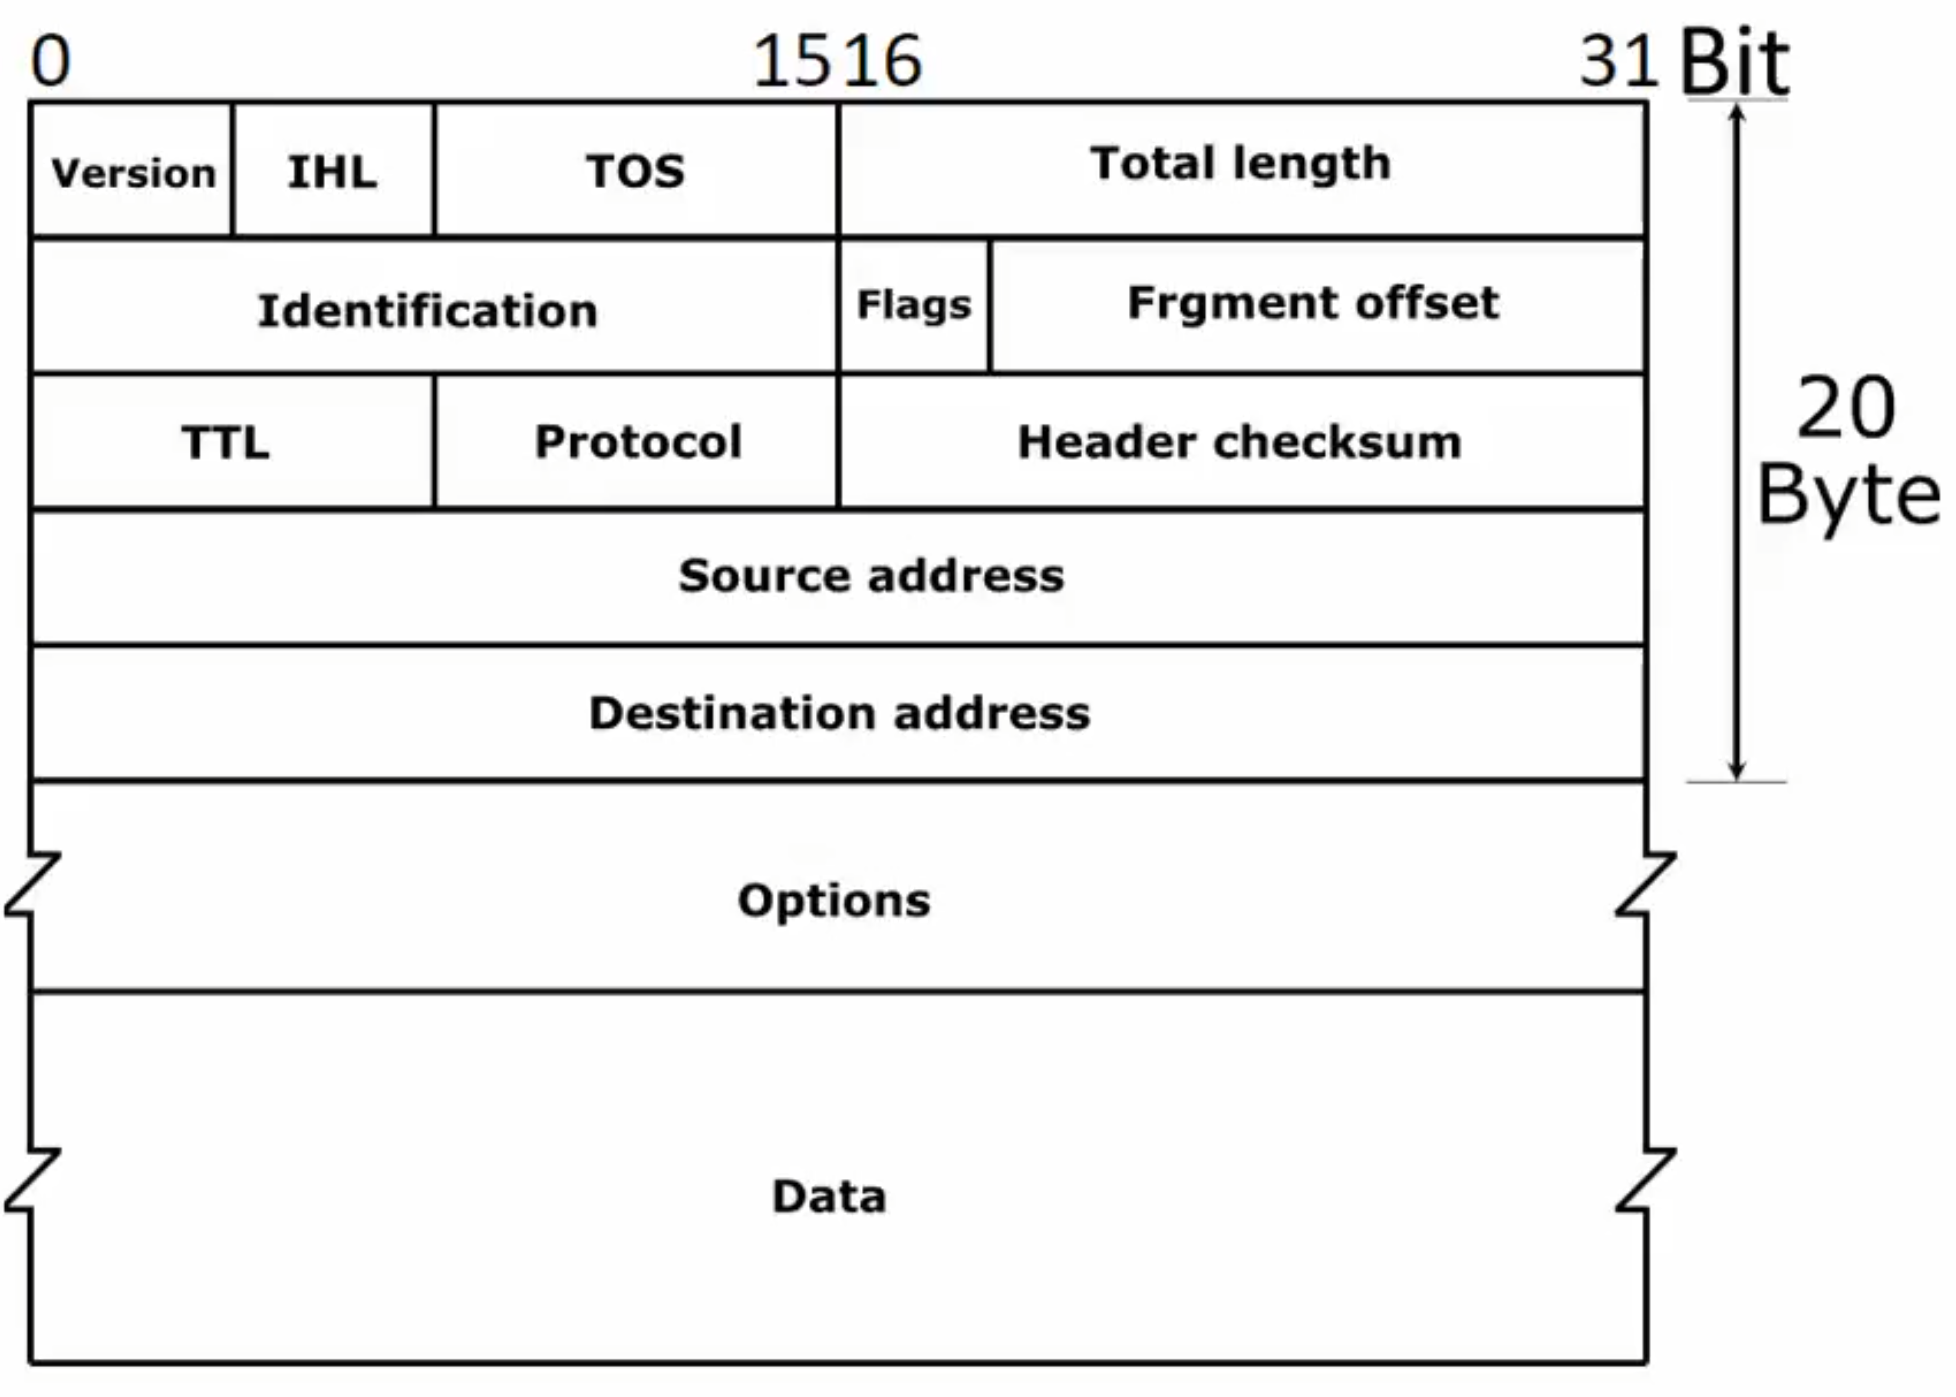 0 15 16 31 Bit
Version IHL TOS Total length
Identification Flags Frgment offset
TTL Protocol Header checksum
20
Byte
Source address
Destination address
Options
Data